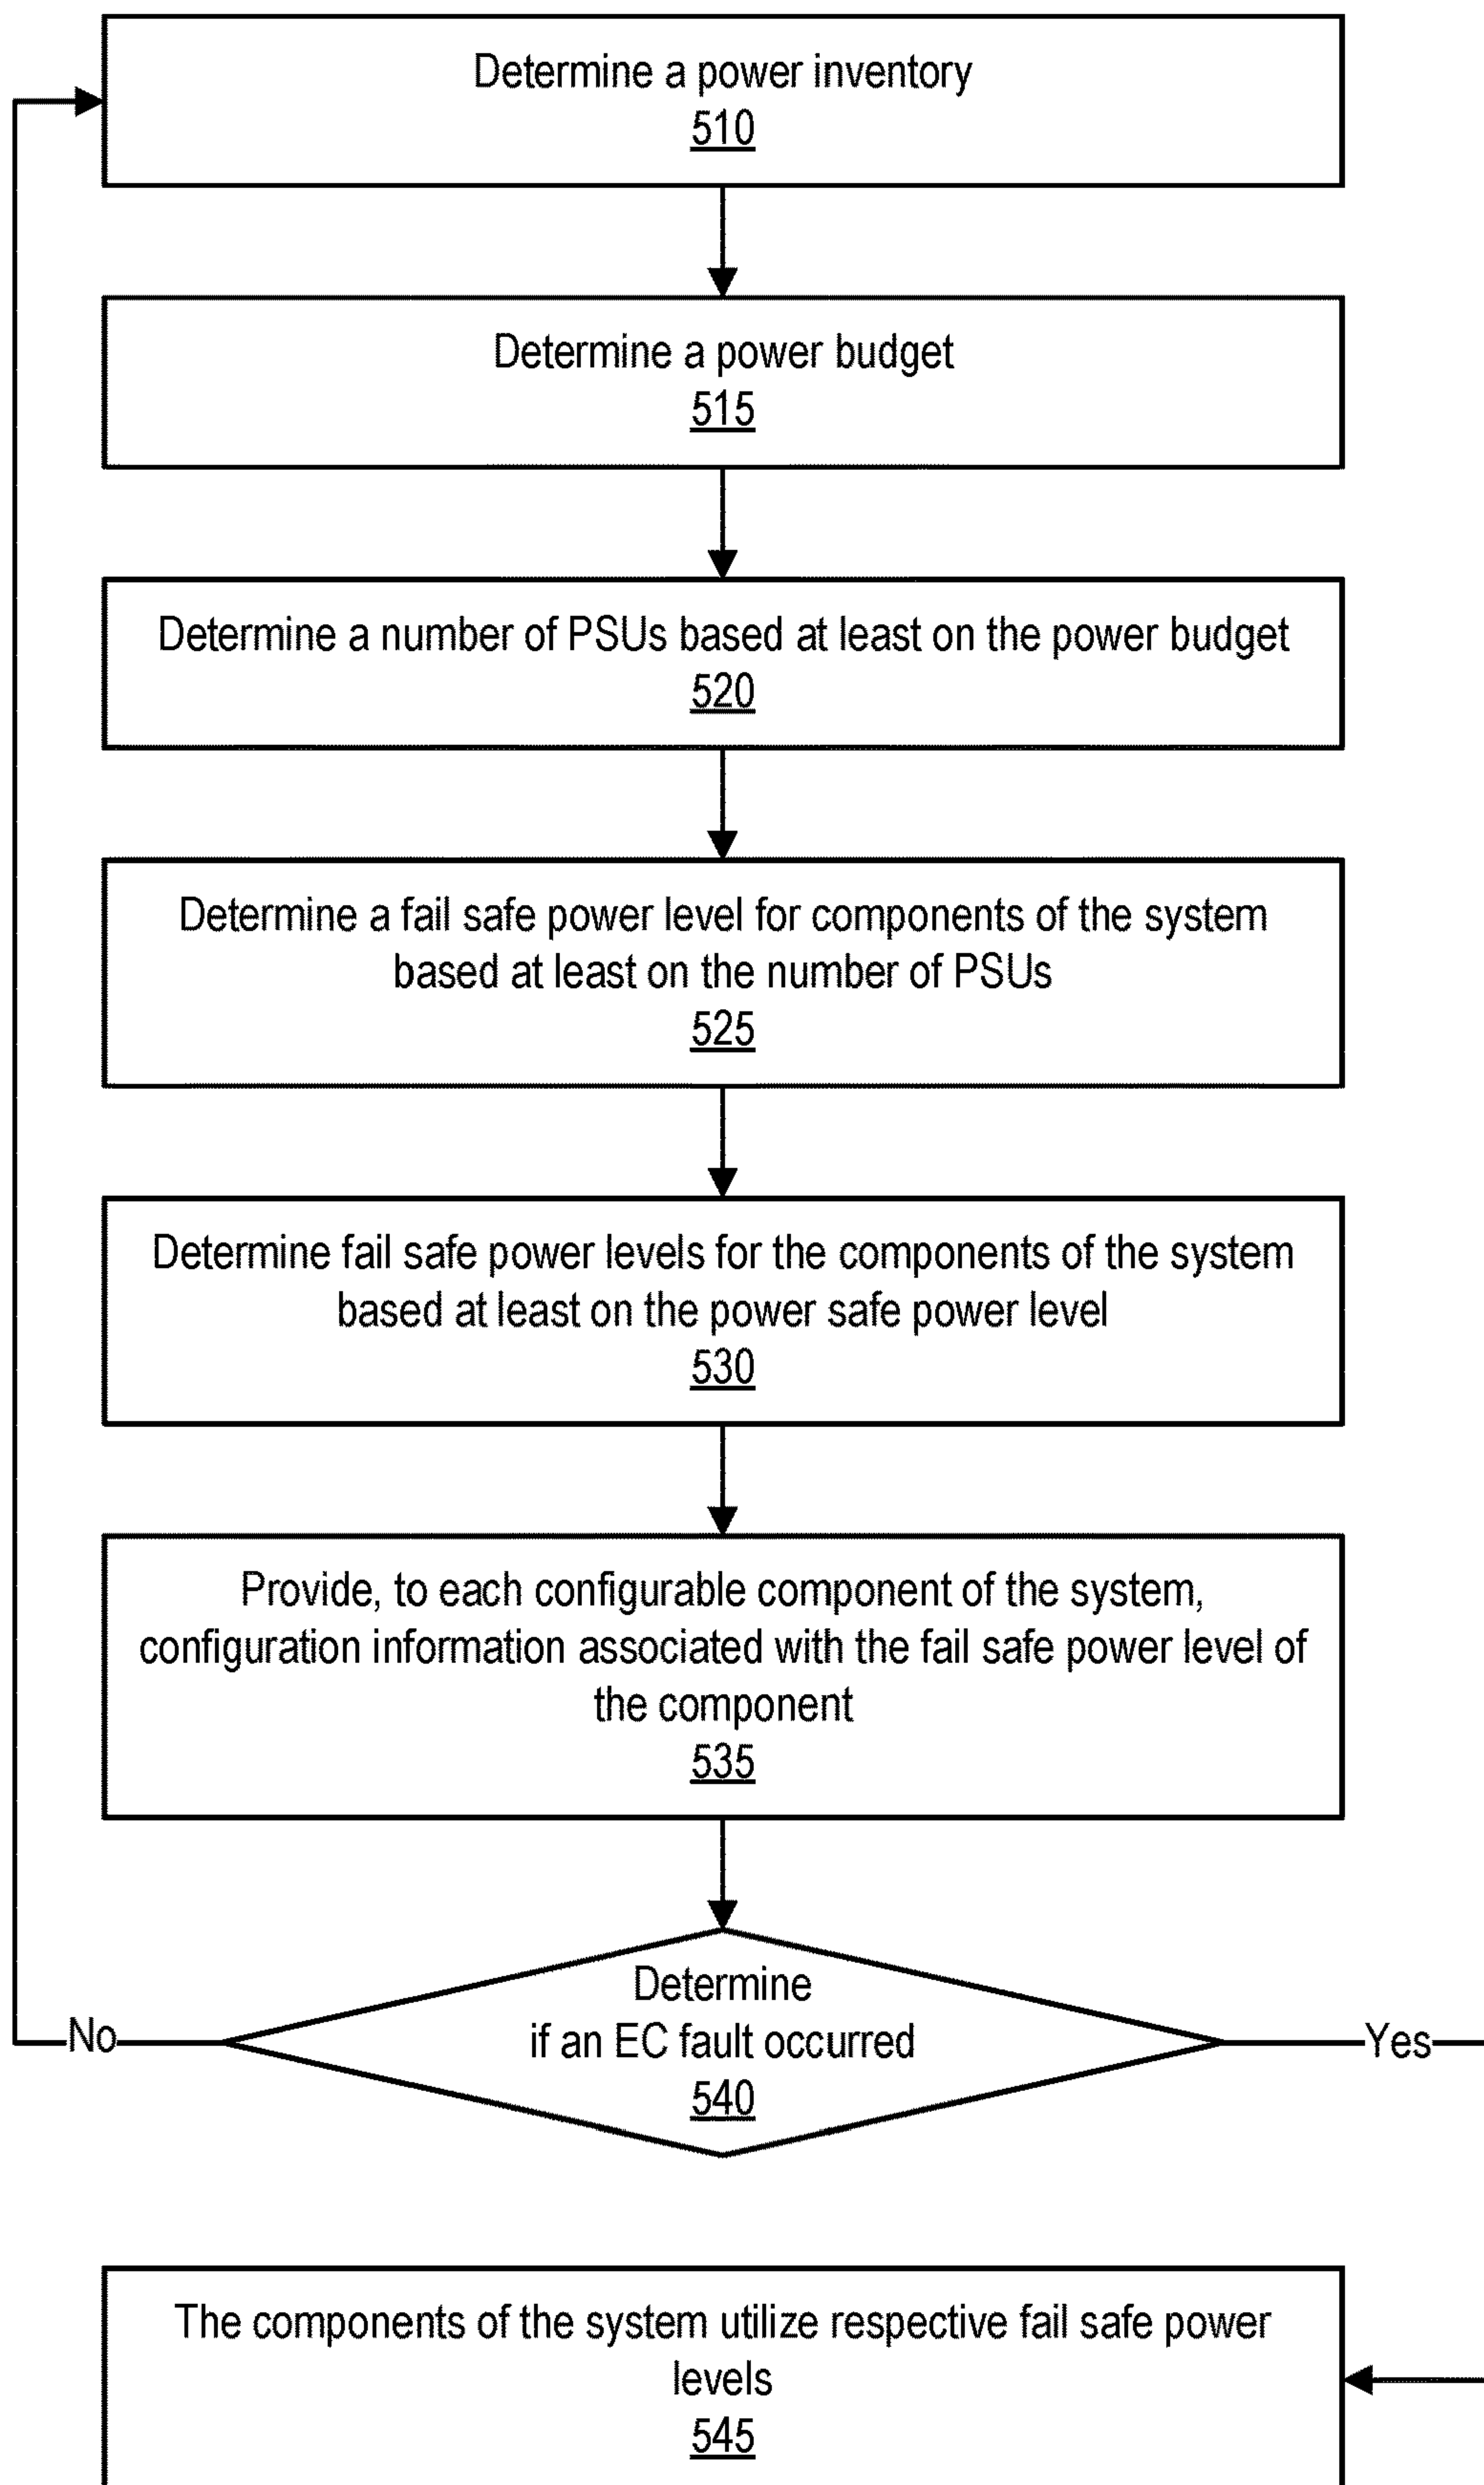 Determine a power inventory
510
Determine a power budget
515
Determine a number of PSUs based at least on the power budget
520
Determine a fail safe power level for components of the system
based at least on the number of PSUs
525
Determine fail safe power levels for the components of the system
based at least on the power safe power level
530
Provide, to each configurable component of the system,
configuration information associated with the fail safe power level of
the component
535
Determine
if an EC fault occurred
540
No
Yes
The components of the system utilize respective fail safe power
levels
545